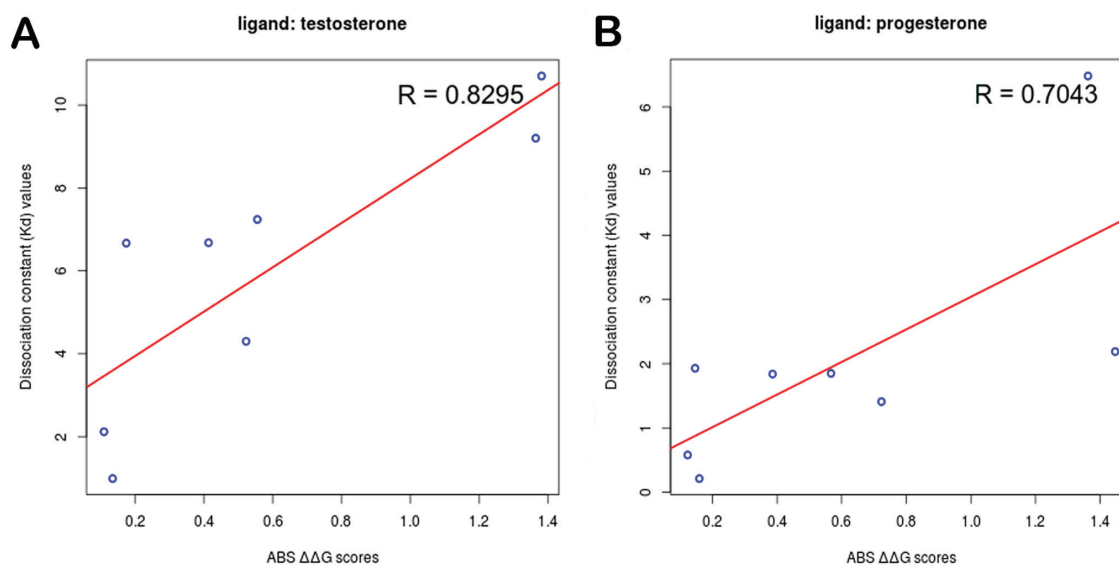 A
ligand: testosterone
R = 0.8295
Dissociation constant (Kd) values
10
8
6
4
2
0.2 0.4 0.6 0.8 1.0 1.2 1.4
ABS ΔΔG scores
B
ligand: progesterone
R = 0.7043
Dissociation constant (Kd) values
6
5
4
3
2
1
0
0.2 0.4 0.6 0.8 1.0 1.2 1.4
ABS ΔΔG scores